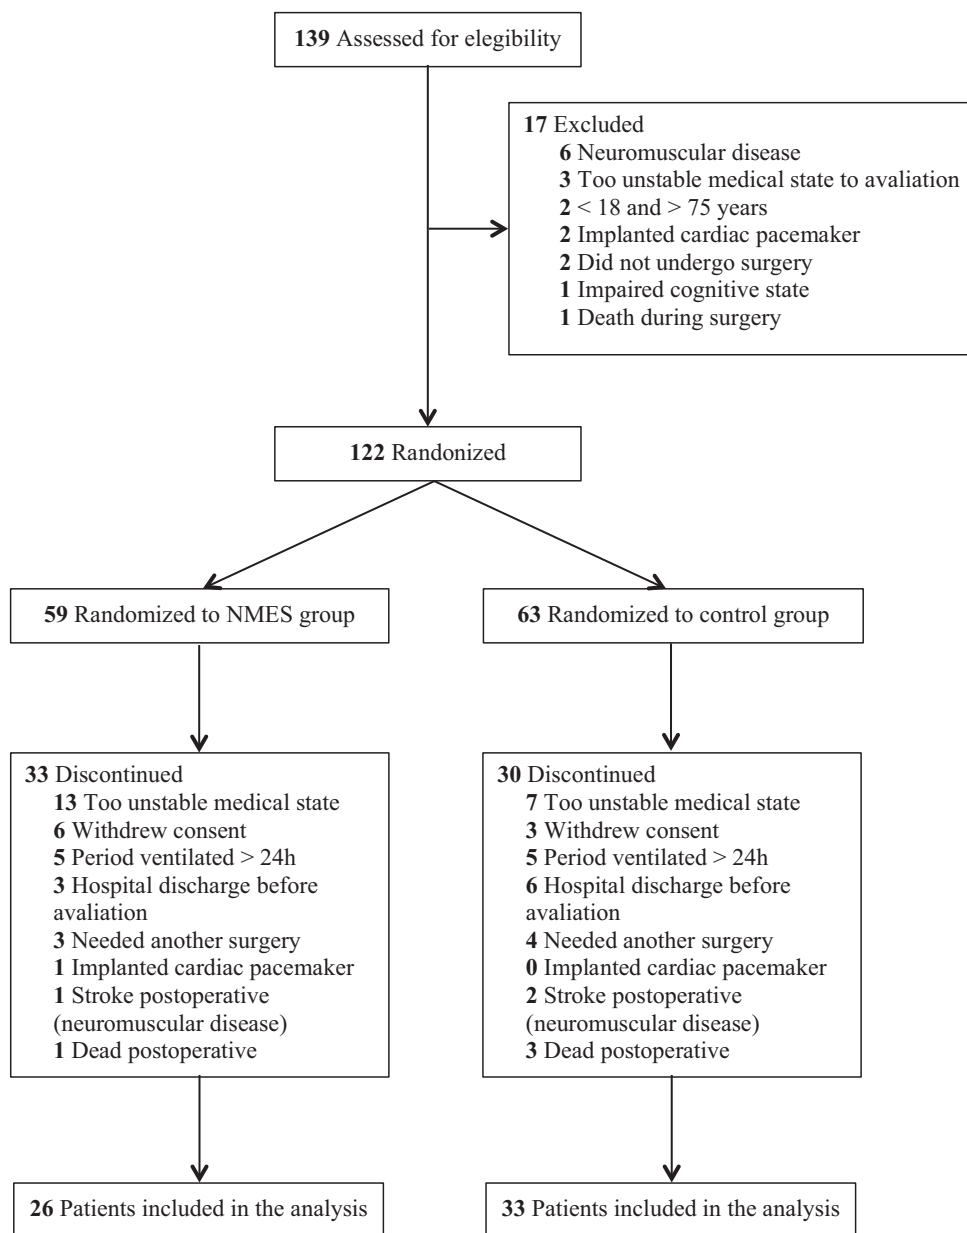 139 Assessed for elegibility
17 Excluded
6 Neuromuscular disease
3 Too unstable medical state to avaliation
2 < 18 and > 75 years
2 Implanted cardiac pacemaker
2 Did not undergo surgery
1 Impaired cognitive state
1 Death during surgery
122 Randonized
59 Randomized to NMES group
63 Randomized to control group
33 Discontinued
13 Too unstable medical state
6 Withdrew consent
5 Period ventilated > 24h
3 Hospital discharge before
avaliation
3 Needed another surgery
1 Implanted cardiac pacemaker
1 Stroke postoperative
(neuromuscular disease)
1 Dead postoperative
30 Discontinued
7 Too unstable medical state
3 Withdrew consent
5 Period ventilated > 24h
6 Hospital discharge before
avaliation
4 Needed another surgery
0 Implanted cardiac pacemaker
2 Stroke postoperative
(neuromuscular disease)
3 Dead postoperative
26 Patients included in the analysis
33 Patients included in the analysis